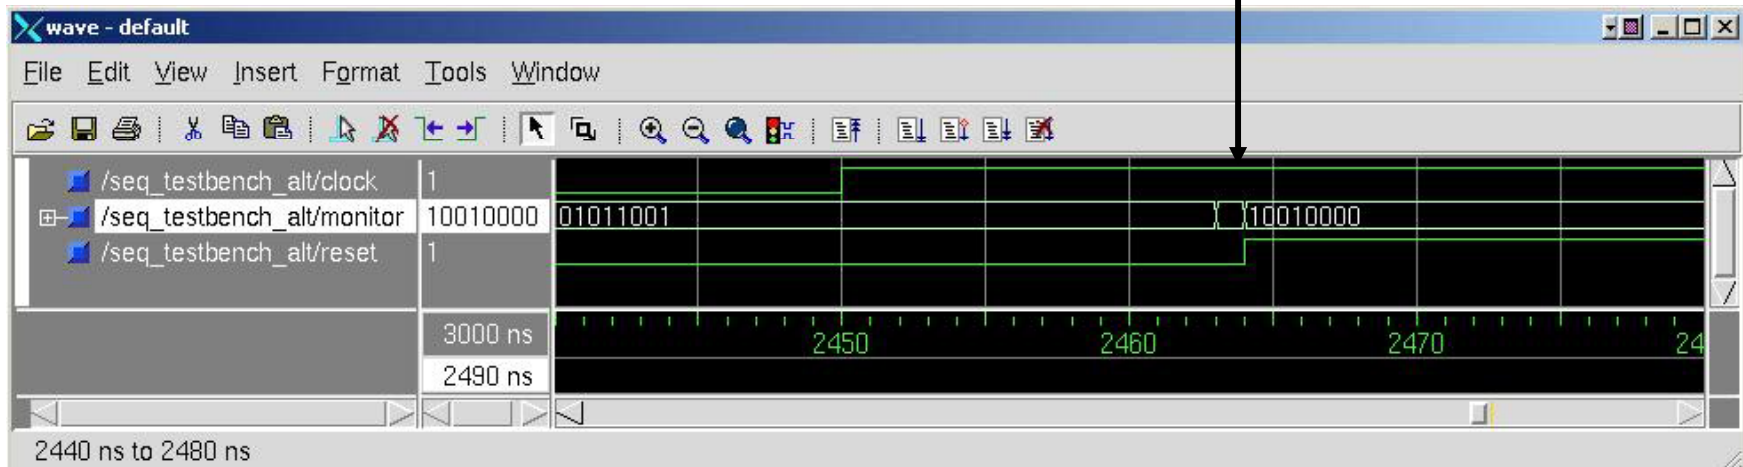 wave - default
File Edit View Insert Format Tools Window
/seq_testbench_alt/clock 1
/seq_testbench_alt/monitor 10010000 01011001 10010000
/seq_testbench_alt/reset 1
3000 ns 2450 2460 2470 24
2490 ns
2440 ns to 2480 ns